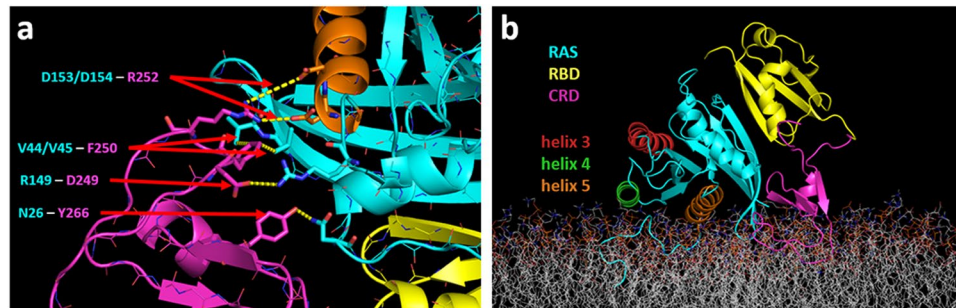 a
D153/D154 – R252
V44/V45 – F250
R149 – D249
N26 – Y266
b
RAS
RBD
CRD
helix 3
helix 4
helix 5